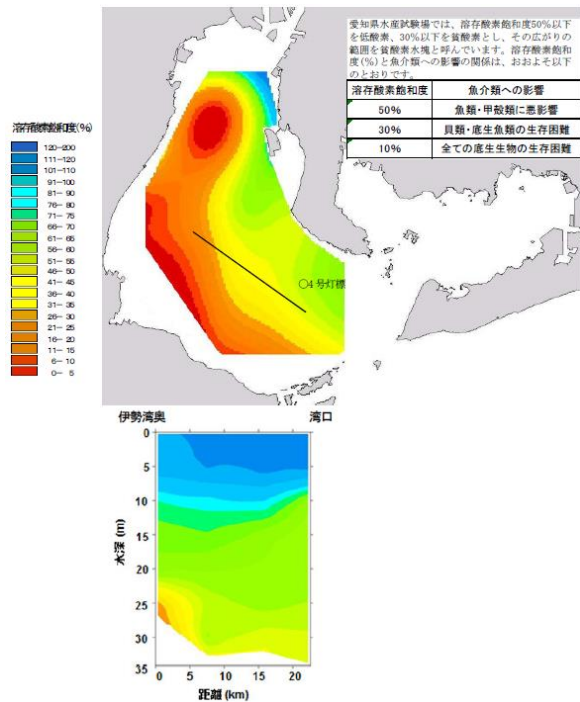 愛知県水産試験場では、溶存酸素飽和度50%以下
を低酸素、30%以下を貧酸素とし、その広がりの
範囲を貧酸素水塊と呼んでいます。溶存酸素飽和
度(%)と魚介類への影響の関係は、おおよそ以下
のとおりです。
溶存酸素飽和度 魚介類への影響
50% 魚類・甲殻類に悪影響
30% 貝類・底生魚類の生存困難
10% 全ての底生生物の生存困難
溶存酸素飽和度(%)
120-200
111-120
101-110
91-100
81-90
76-80
71-75
66-70
61-65
56-60
51-55
46-50
41-45
36-40
31-35
26-30
21-25
16-20
11-15
6-10
0-5
○4号灯標
伊勢湾奥 湾口
0
5
10
15
20
25
30
35
水深(m)
0 5 10 15 20
距離(km)